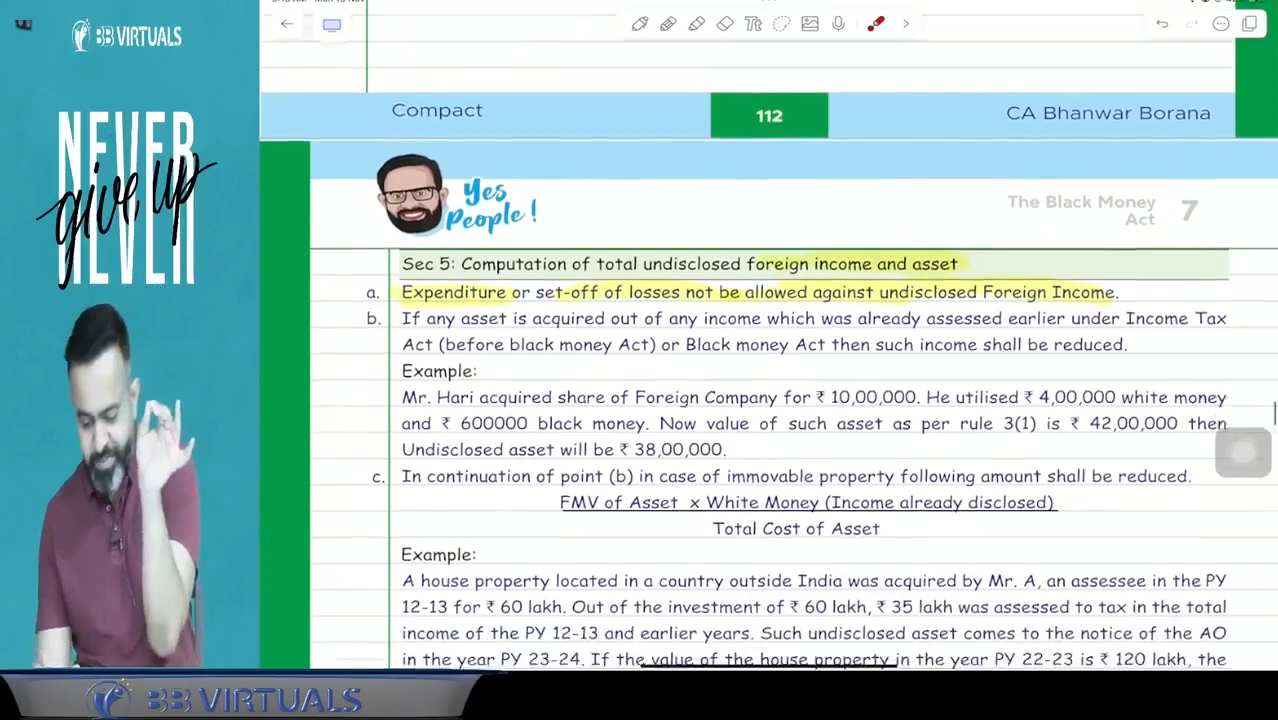 BB VIRTUALS
NEVER
give up
NEVER
Compact
112
CA Bhanwar Borana
Yes
People!
The Black Money
Act
7
Sec 5: Computation of total undisclosed foreign income and asset
a. Expenditure or set-off of losses not be allowed against undisclosed Foreign Income.
b. If any asset is acquired out of any income which was already assessed earlier under Income Tax
Act (before black money Act) or Black money Act then such income shall be reduced.
Example:
Mr. Hari acquired share of Foreign Company for ₹ 10,00,000. He utilised ₹ 4,00,000 white money
and ₹ 600000 black money. Now value of such asset as per rule 3(1) is ₹ 42,00,000 then
Undisclosed asset will be ₹ 38,00,000.
c. In continuation of point (b) in case of immovable property following amount shall be reduced.
FMV of Asset x White Money (Income already disclosed)
Total Cost of Asset
Example:
A house property located in a country outside India was acquired by Mr. A, an assessee in the PY
12-13 for ₹ 60 lakh. Out of the investment of ₹ 60 lakh, ₹ 35 lakh was assessed to tax in the total
income of the PY 12-13 and earlier years. Such undisclosed asset comes to the notice of the AO
in the year PY 23-24. If the value of the house property in the year PY 22-23 is ₹ 120 lakh, the
BB VIRTUALS